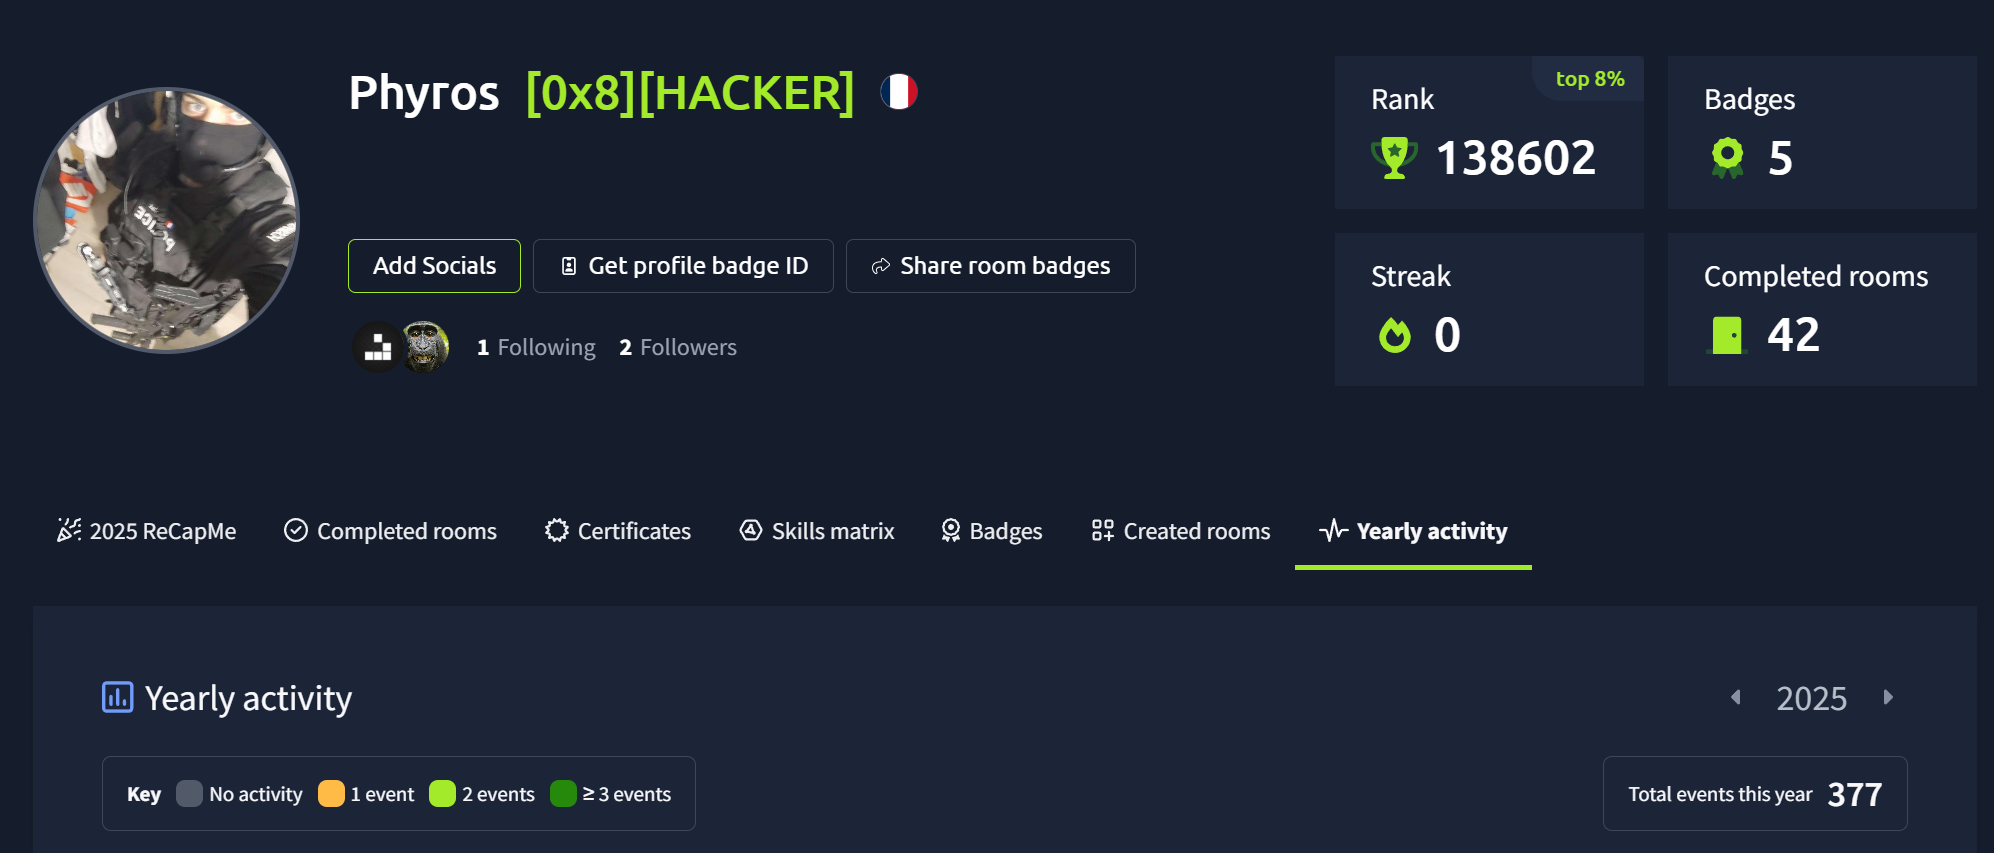 Phyros [0x8][HACKER]
POLICE
Add Socials
Get profile badge ID
Share room badges
1 Following 2 Followers
Rank
top 8%
138602
Badges
5
Streak
0
Completed rooms
42
2025 ReCapMe
Completed rooms
Certificates
Skills matrix
Badges
Created rooms
Yearly activity
Yearly activity
2025
Key No activity 1 event 2 events ≥ 3 events
Total events this year 377